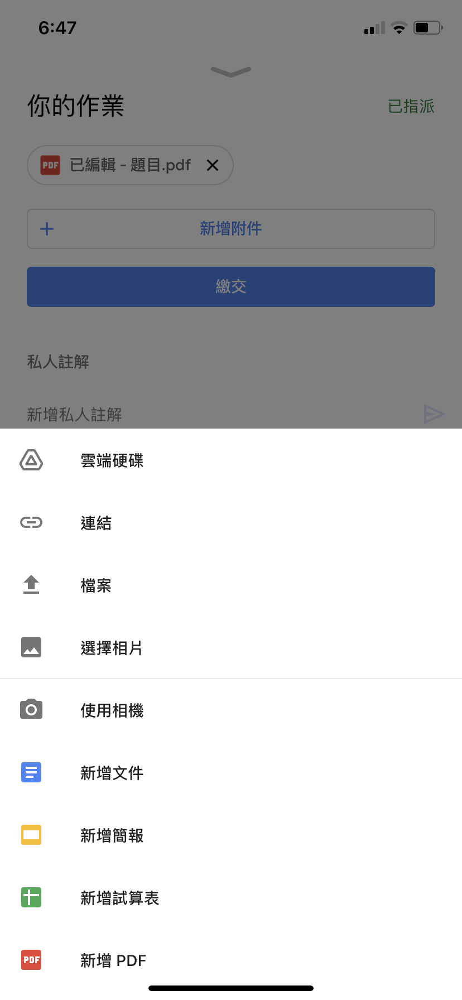 6:47
你的作業
已指派
PDF 已編輯 - 題目.pdf
新增附件
繳交
私人註解
新增私人註解
雲端硬碟
連結
檔案
選擇相片
使用相機
新增文件
新增簡報
新增試算表
PDF 新增 PDF